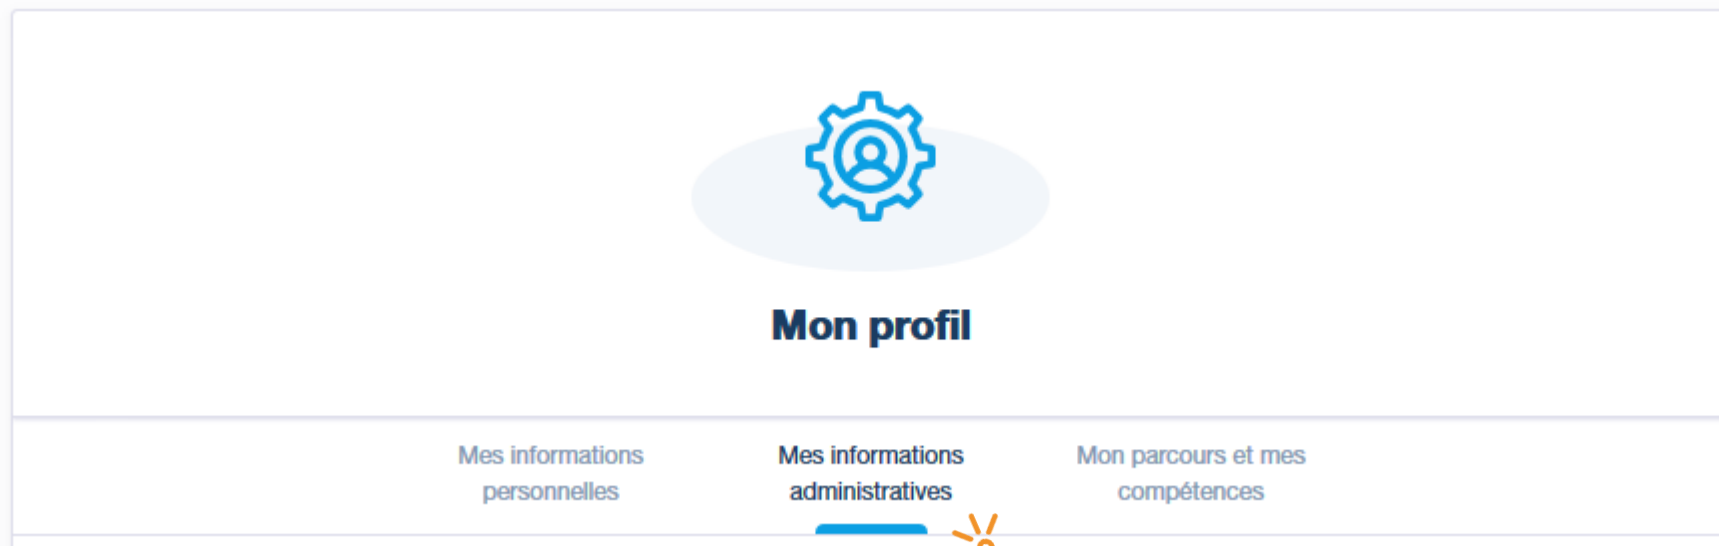 Mon profil
Mes informations
personnelles
Mes informations
administratives
Mon parcours et mes
compétences